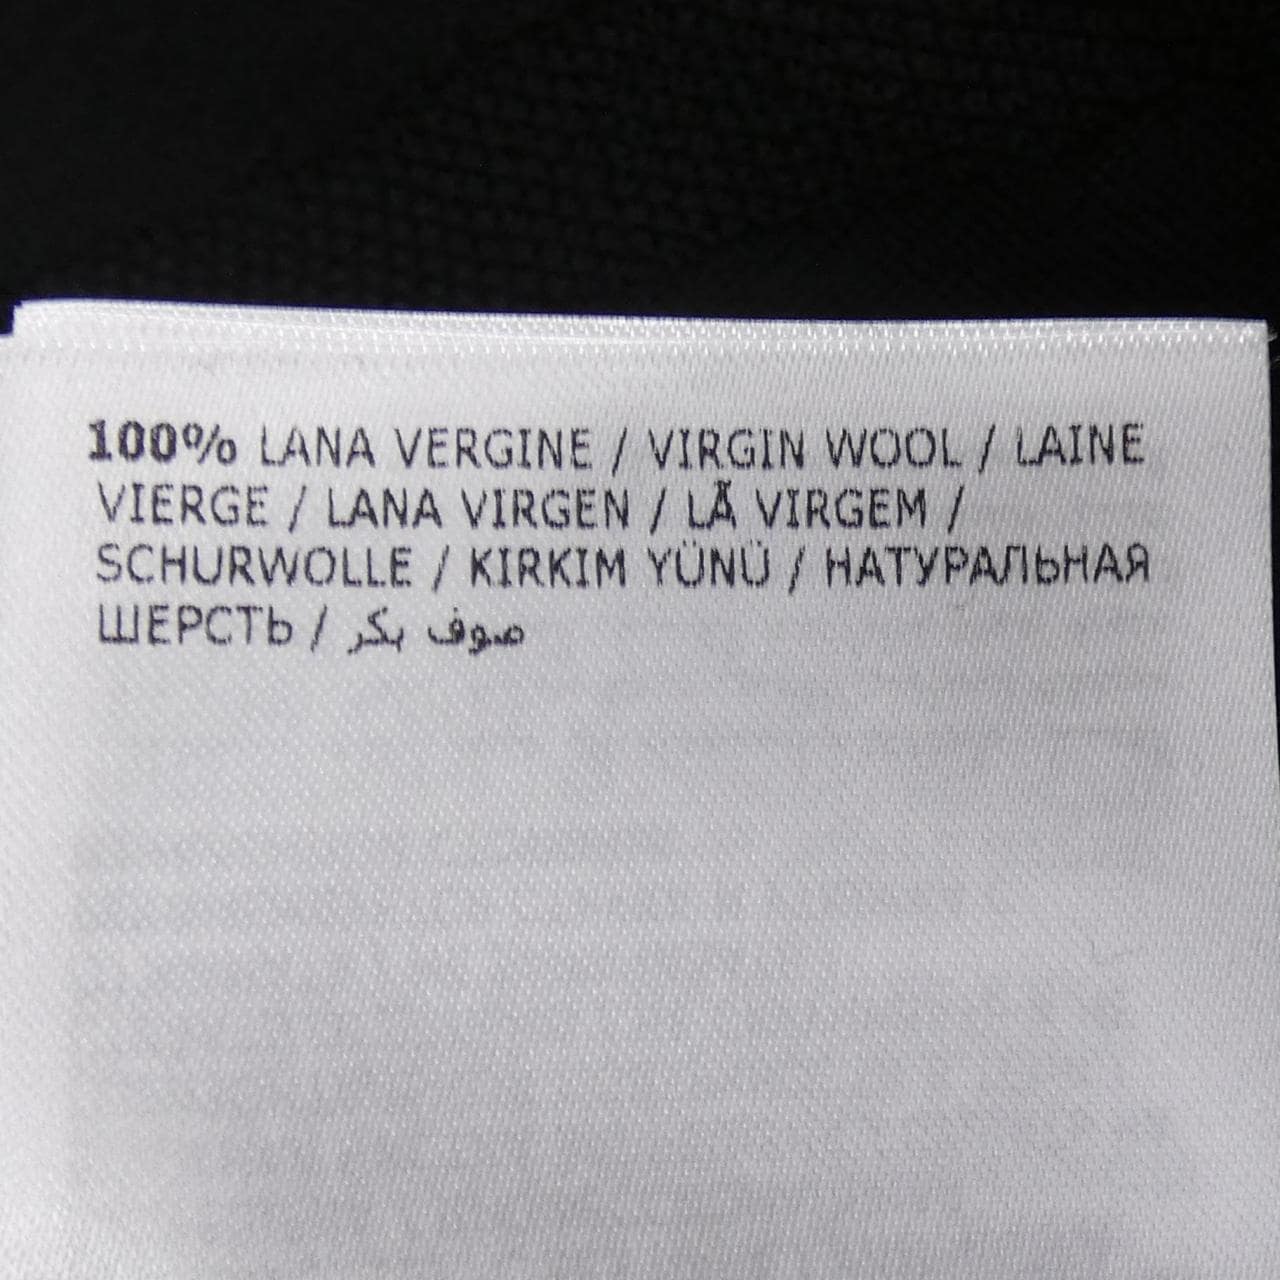 100% LANA VERGINE / VIRGIN WOOL / LAINE
VIERGE / LANA VIRGEN / LÃ VIRGEM /
SCHURWOLLE / KIRKIM YÜNÜ / НАТУРАЛЬНАЯ
ШЕРСТЬ / صوف بكر